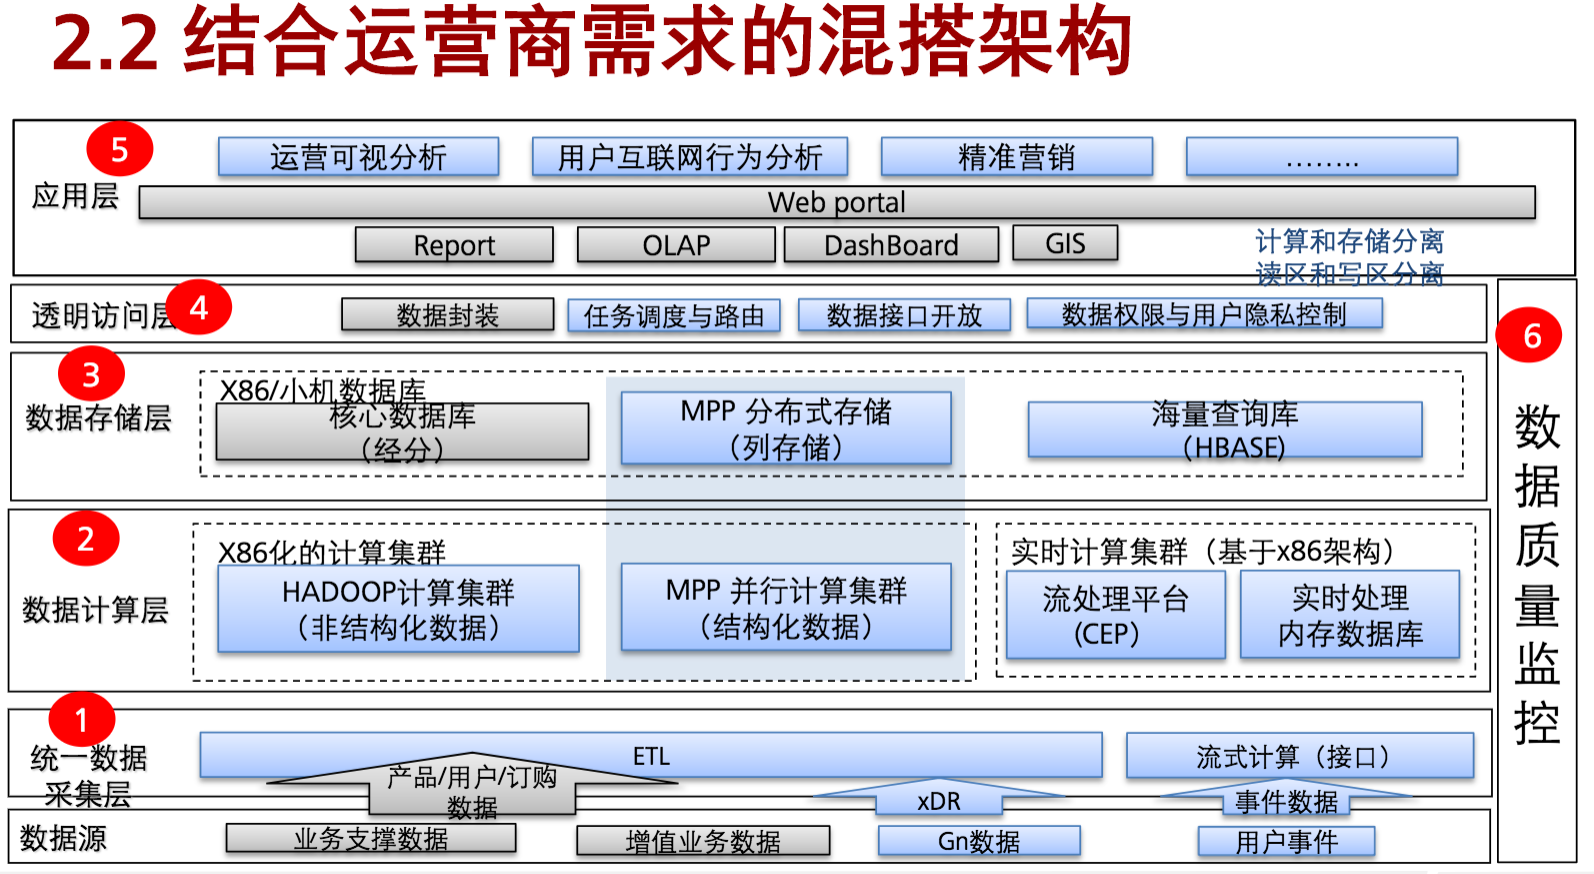 2.2 结合运营商需求的混搭架构
5
应用层
运营可视分析
用户互联网行为分析
精准营销
........
Web portal
Report
OLAP
DashBoard
GIS
计算和存储分离
读区和写区分离
透明访问层
4
数据封装
任务调度与路由
数据接口开放
数据权限与用户隐私控制
3
数据存储层
X86/小机数据库
核心数据库
（经分）
MPP 分布式存储
（列存储）
海量查询库
（HBASE)
2
数据计算层
X86化的计算集群
HADOOP计算集群
（非结构化数据）
MPP 并行计算集群
（结构化数据）
实时计算集群（基于x86架构）
流处理平台
(CEP）
实时处理
内存数据库
1
统一数据
采集层
ETL
流式计算（接口）
产品/用户/订购
数据
xDR
事件数据
数据源
业务支撑数据
增值业务数据
Gn数据
用户事件
6
数
据
质
量
监
控